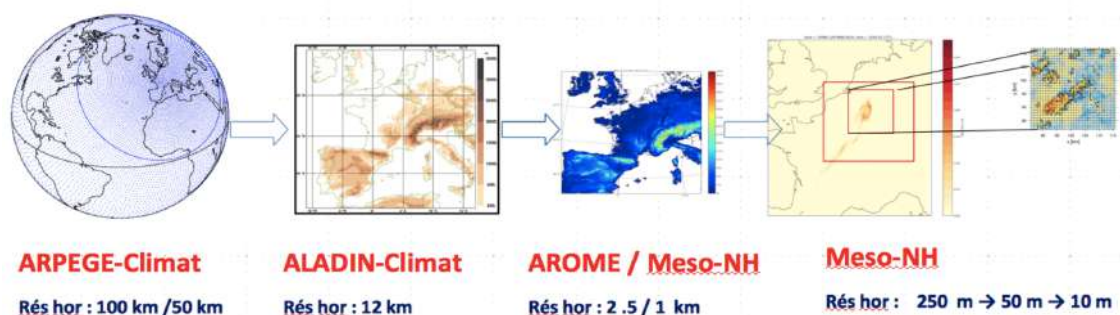 ARPEGE-Climat
ALADIN-Climat
AROME / Meso-NH
Meso-NH
Rés hor : 100 km /50 km
Rés hor : 12 km
Rés hor : 2 .5 / 1 km
Rés hor : 250 m → 50 m → 10 m